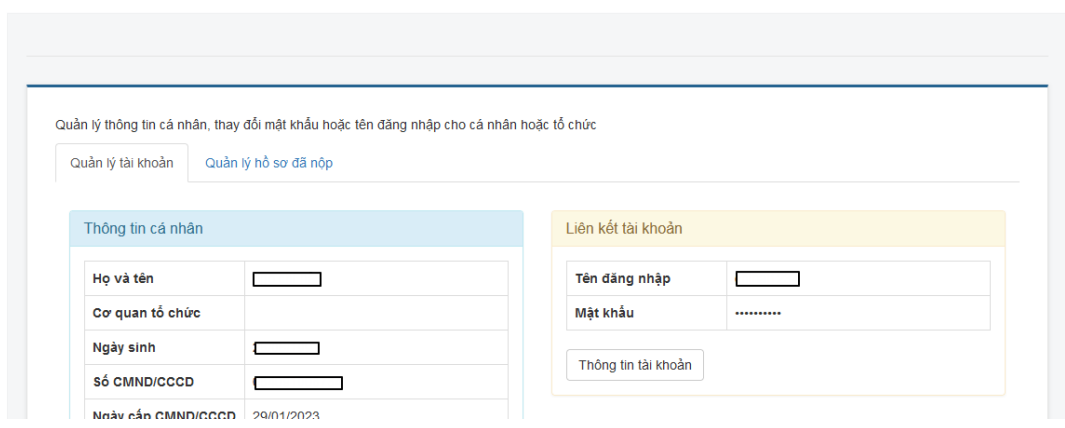 Quản lý thông tin cá nhân, thay đổi mật khẩu hoặc tên đăng nhập cho cá nhân hoặc tổ chức
Quản lý tài khoản
Quản lý hồ sơ đã nộp
Thông tin cá nhân
Họ và tên
Cơ quan tổ chức
Ngày sinh
Số CMND/CCCD
Ngày cấp CMND/CCCD 29/01/2023
Liên kết tài khoản
Tên đăng nhập
Mật khẩu ••••••••••
Thông tin tài khoản